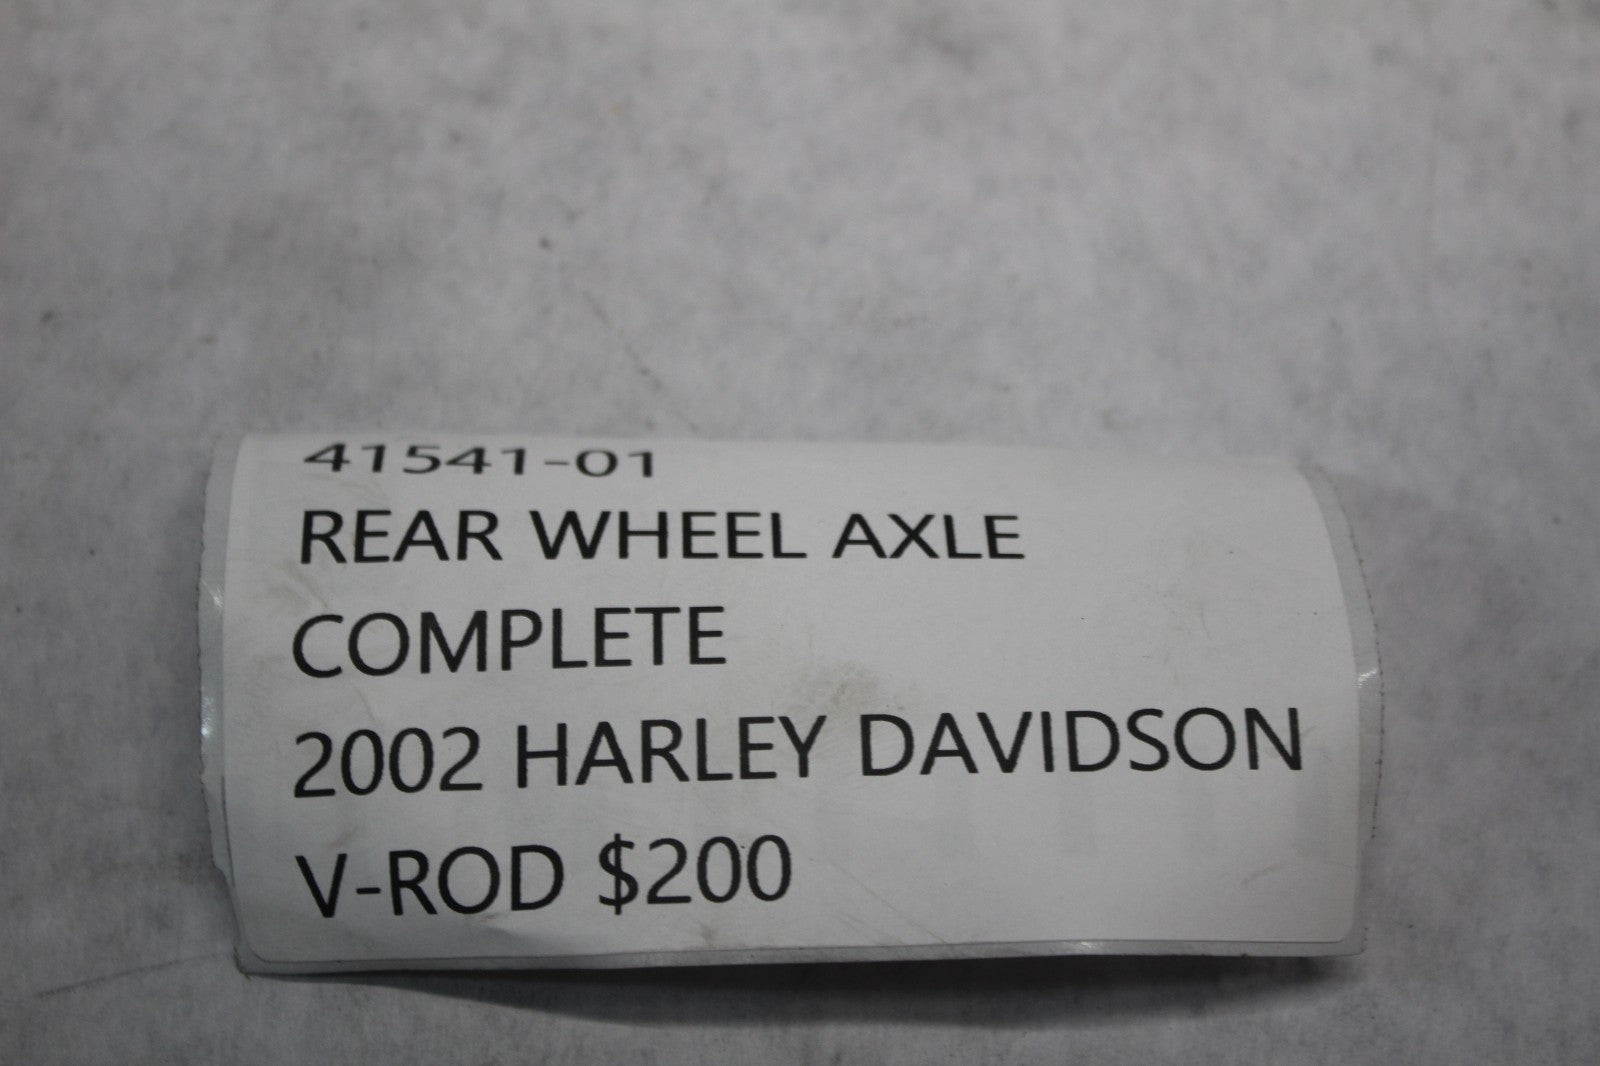 41541-01
REAR WHEEL AXLE
COMPLETE
2002 HARLEY DAVIDSON
V-ROD $200